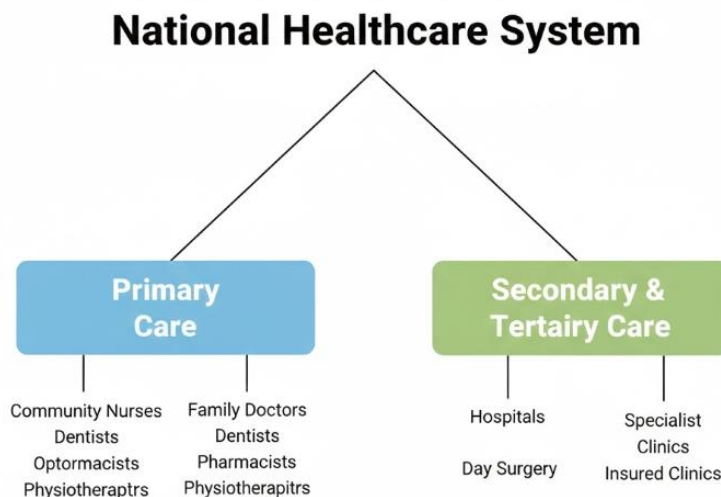 National Healthcare System
Primary
Care
Secondary &
Tertairy Care
Community Nurses
Dentists
Optormacists
Physiotheraptrs
Family Doctors
Dentists
Pharmacists
Physiotherapitrs
Hospitals
Day Surgery
Specialist
Clinics
Insured Clinics